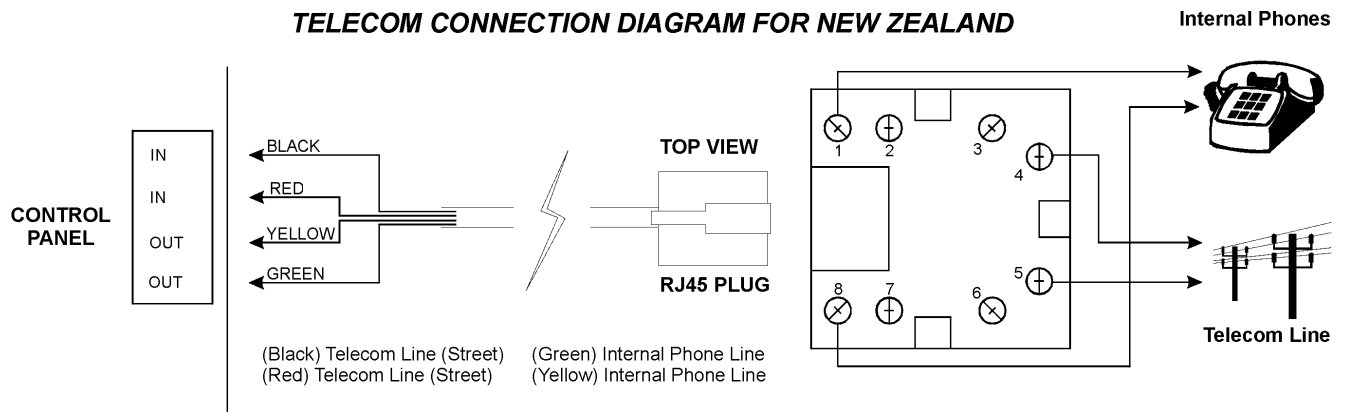 TELECOM CONNECTION DIAGRAM FOR NEW ZEALAND
Internal Phones
CONTROL
PANEL
IN
IN
OUT
OUT
BLACK
RED
YELLOW
GREEN
TOP VIEW
RJ45 PLUG
1
2
3
4
5
6
7
8
Telecom Line
(Black) Telecom Line (Street)
(Red) Telecom Line (Street)
(Green) Internal Phone Line
(Yellow) Internal Phone Line